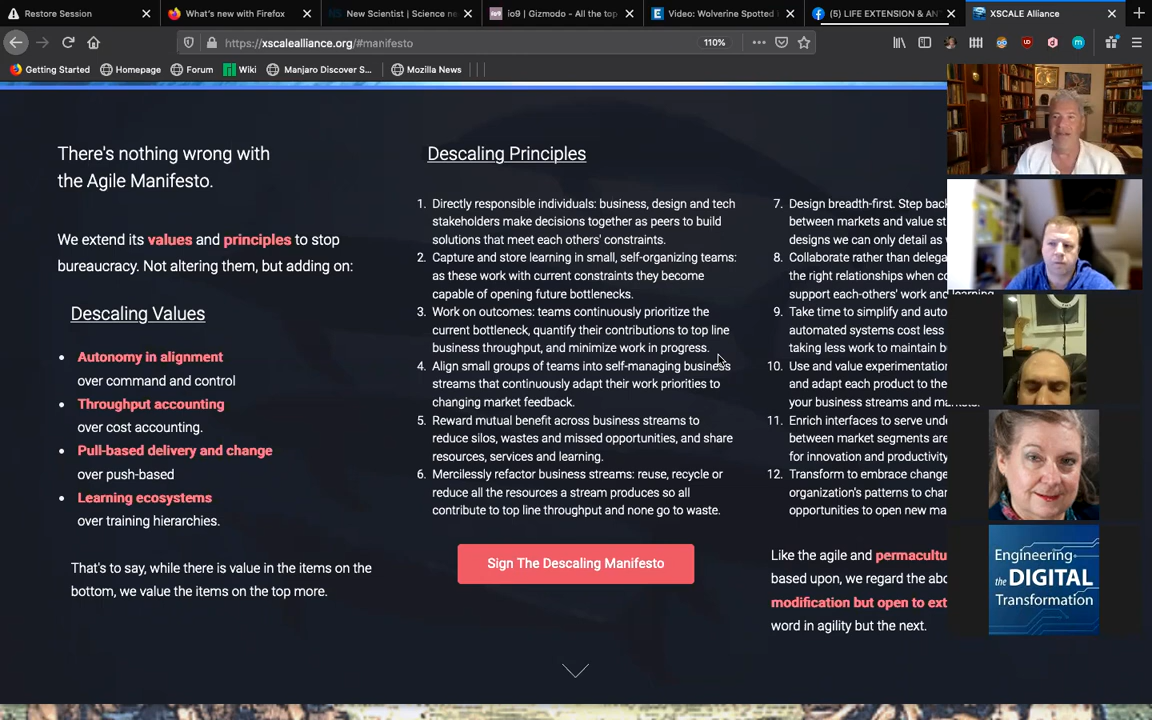 Restore Session
What's new with Firefox
New Scientist | Science ne
io9 | Gizmodo - All the top
Video: Wolverine Spotted I
(5) LIFE EXTENSION & AN
XSCALE Alliance
https://xscalealliance.org/#manifesto
110%
Getting Started
Homepage
Forum
Wiki
Manjaro Discover S...
Mozilla News
There's nothing wrong with
the Agile Manifesto.
We extend its values and principles to stop
bureaucracy. Not altering them, but adding on:
Descaling Values
Autonomy in alignment
over command and control
Throughput accounting
over cost accounting.
Pull-based delivery and change
over push-based
Learning ecosystems
over training hierarchies.
That's to say, while there is value in the items on the
bottom, we value the items on the top more.
Descaling Principles
1. Directly responsible individuals: business, design and tech
stakeholders make decisions together as peers to build
solutions that meet each others' constraints.
2. Capture and store learning in small, self-organizing teams:
as these work with current constraints they become
capable of opening future bottlenecks.
3. Work on outcomes: teams continuously prioritize the
current bottleneck, quantify their contributions to top line
business throughput, and minimize work in progress.
4. Align small groups of teams into self-managing business
streams that continuously adapt their work priorities to
changing market feedback.
5. Reward mutual benefit across business streams to
reduce silos, wastes and missed opportunities, and share
resources, services and learning.
6. Mercilessly refactor business streams: reuse, recycle or
reduce all the resources a stream produces so all
contribute to top line throughput and none go to waste.
Sign The Descaling Manifesto
7. Design breadth-first. Step back
between markets and value st
designs we can only detail as
8. Collaborate rather than delega
the right relationships when co
support each-others' work and learning.
9. Take time to simplify and auto
automated systems cost less
taking less work to maintain
10. Use and value experimentation
and adapt each product to the
your business streams and markets.
11. Enrich interfaces to serve unde
between market segments are
for innovation and productivity
12. Transform to embrace change
organization's patterns to cha
opportunities to open new ma
Like the agile and permacultu
based upon, we regard the abo
modification but open to ext
word in agility but the next.
Engineering
the DIGITAL
Transformation